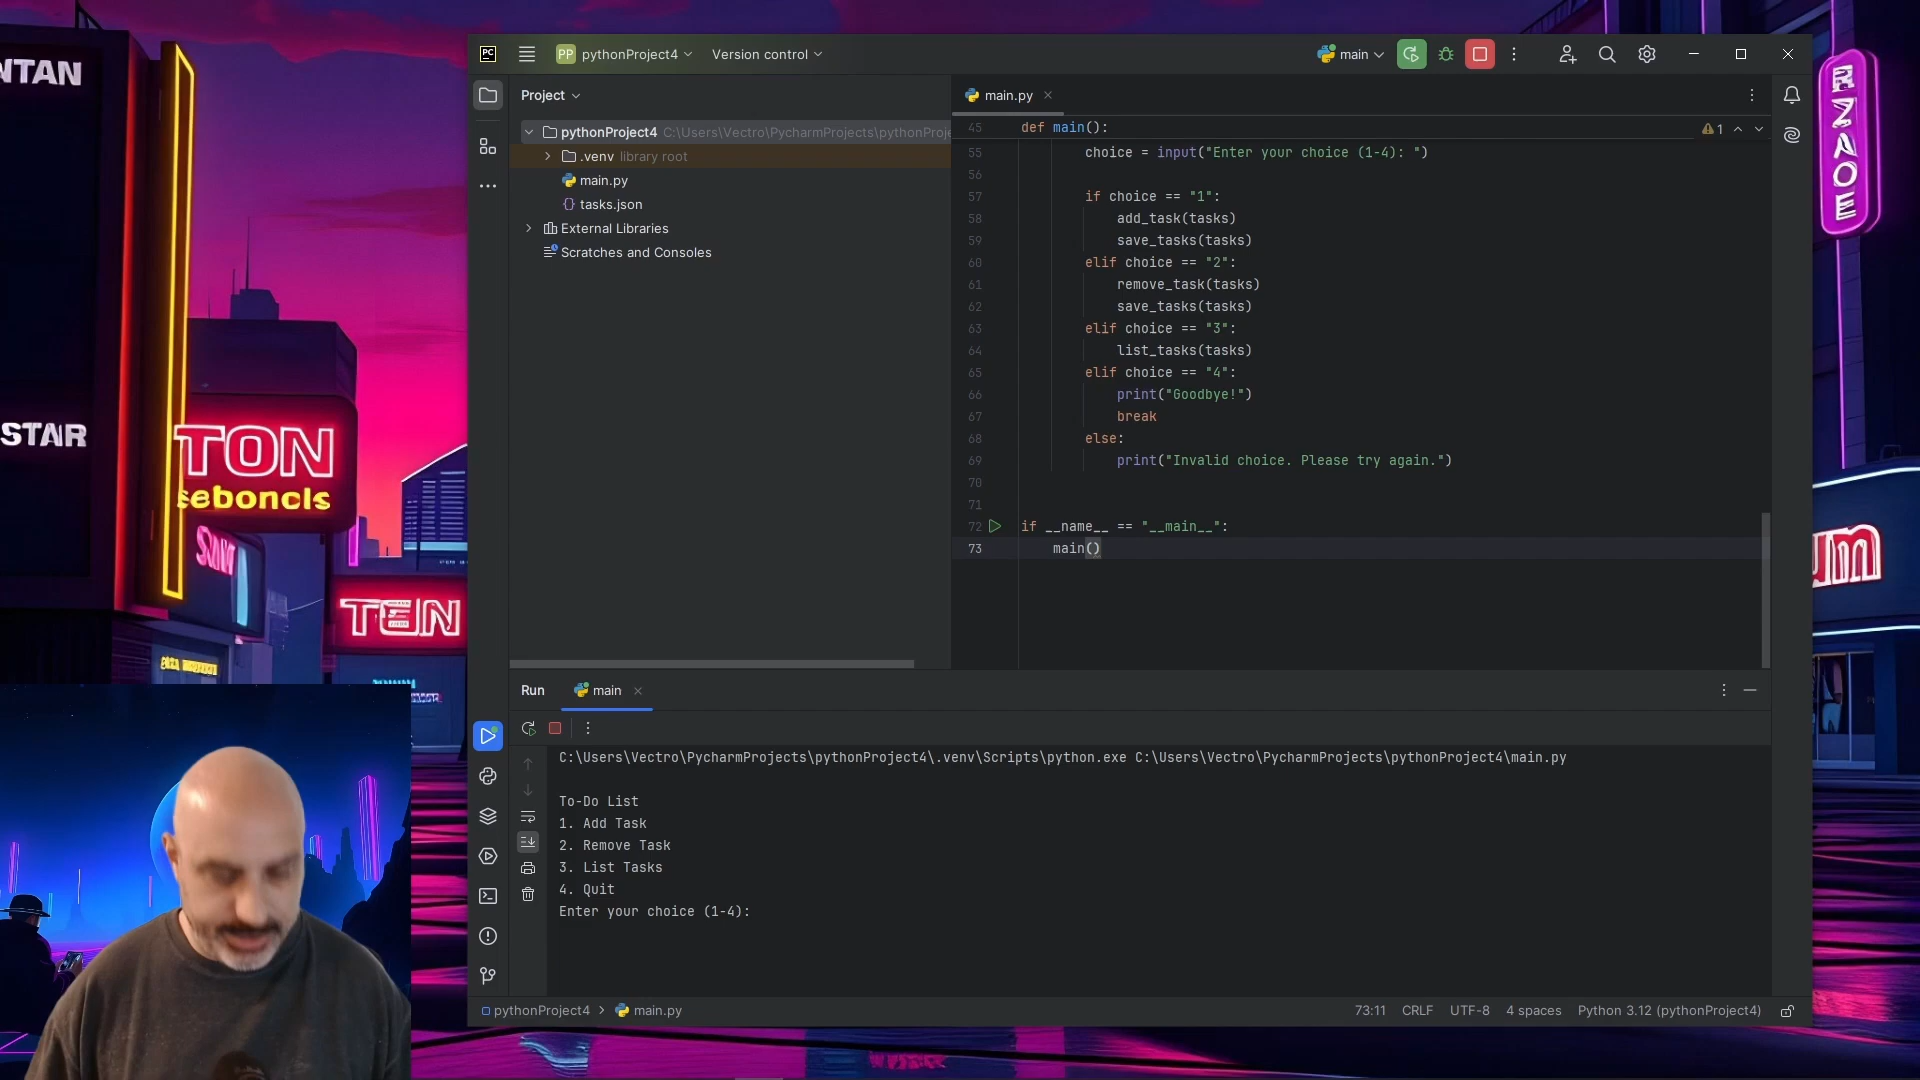 NTAN
STAR
TON
seboncls
TEN
PC
PP pythonProject4
Version control
main
Project
pythonProject4 C:\Users\Vectro\PycharmProjects\pythonProje
.venv library root
main.py
tasks.json
External Libraries
Scratches and Consoles
main.py
1
45 def main():
55 choice = input("Enter your choice (1-4): ")
56
57 if choice == "1":
58 add_task(tasks)
59 save_tasks(tasks)
60 elif choice == "2":
61 remove_task(tasks)
62 save_tasks(tasks)
63 elif choice == "3":
64 list_tasks(tasks)
65 elif choice == "4":
66 print("Goodbye!")
67 break
68 else:
69 print("Invalid choice. Please try again.")
70
71
72 if __name__ == "__main__":
73 main()
Run main
C:\Users\Vectro\PycharmProjects\pythonProject4\.venv\Scripts\python.exe C:\Users\Vectro\PycharmProjects\pythonProject4\main.py
To-Do List
1. Add Task
2. Remove Task
3. List Tasks
4. Quit
Enter your choice (1-4):
pythonProject4 > main.py
73:11 CRLF UTF-8 4 spaces Python 3.12 (pythonProject4)